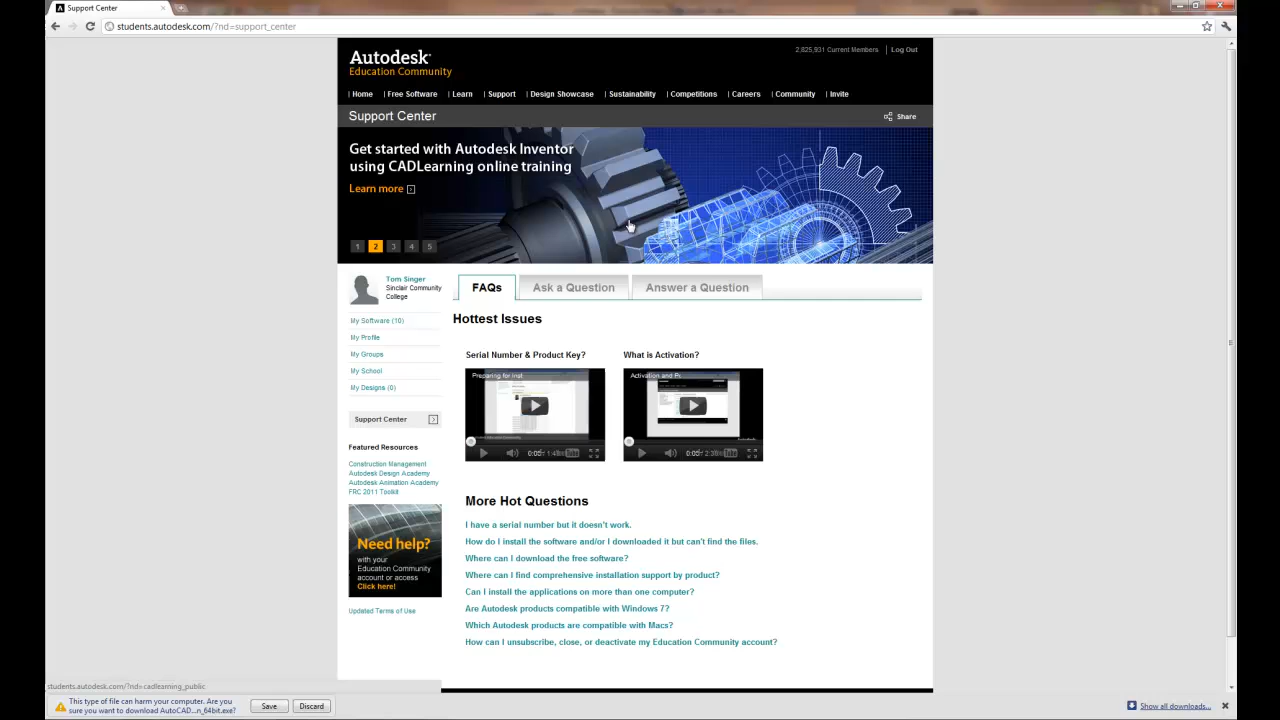 Support Center
students.autodesk.com/?nd=support_center
Autodesk
Education Community
2,825,931 Current Members | Log Out
| Home | Free Software | Learn | Support | Design Showcase | Sustainability | Competitions | Careers | Community | Invite
Support Center
Share
Get started with Autodesk Inventor
using CADLearning online training
Learn more
1 2 3 4 5
Tom Singer
Sinclair Community
College
My Software (10)
My Profile
My Groups
My School
My Designs (0)
Support Center
Featured Resources
Construction Management
Autodesk Design Academy
Autodesk Animation Academy
FRC 2011 Toolkit
Need help?
with your
Education Community
account or access
Click here!
Updated Terms of Use
FAQs
Ask a Question
Answer a Question
Hottest Issues
Serial Number & Product Key?
Preparing for Inst
What is Activation?
Activation and
More Hot Questions
I have a serial number but it doesn't work.
How do I install the software and/or I downloaded it but can't find the files.
Where can I download the free software?
Where can I find comprehensive installation support by product?
Can I install the applications on more than one computer?
Are Autodesk products compatible with Windows 7?
Which Autodesk products are compatible with Macs?
How can I unsubscribe, close, or deactivate my Education Community account?
students.autodesk.com/?nd=cadlearning_public
This type of file can harm your computer. Are you
sure you want to download AutoCAD...n_64bit.exe?
Save
Discard
Show all downloads...